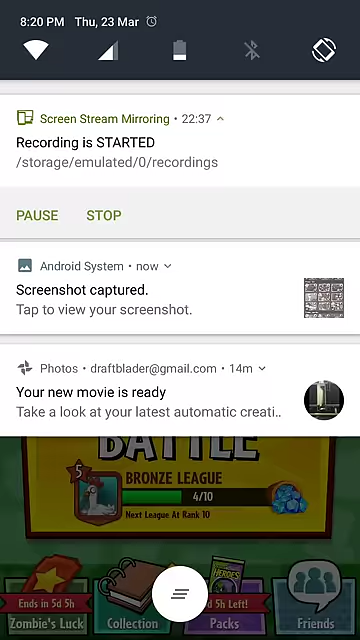 8:20 PM Thu, 23 Mar
Screen Stream Mirroring • 22:37
Recording is STARTED
/storage/emulated/0/recordings
PAUSE STOP
Android System • now
Screenshot captured.
Tap to view your screenshot.
Photos • draftblader@gmail.com • 14m
Your new movie is ready
Take a look at your latest automatic creati..
BATTLE
BRONZE LEAGUE
5
4/10
Next League At Rank 10
HEROES
Ends in 5d 5h
5h Left!
Zombie's Luck Collection Packs Friends